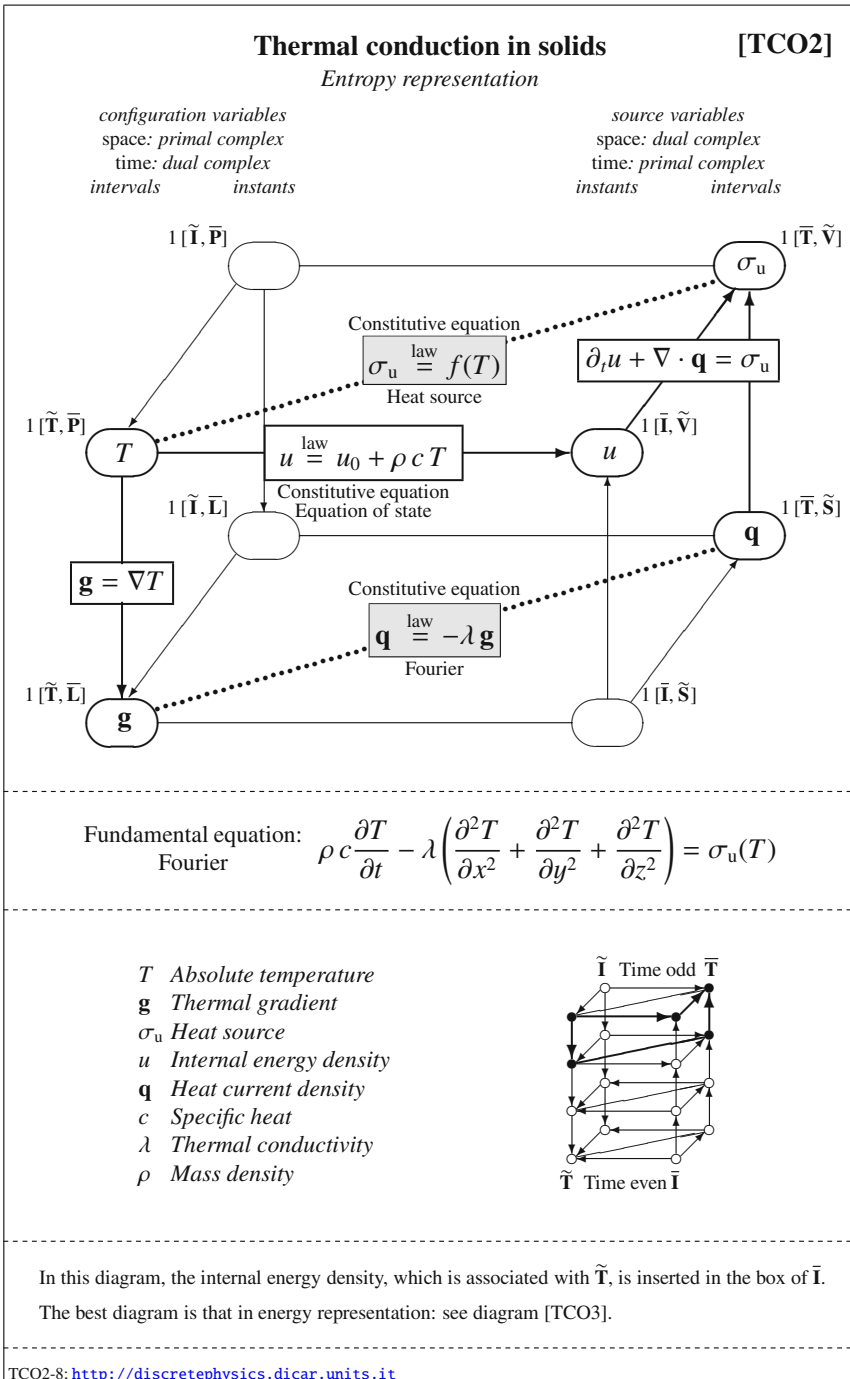 Thermal conduction in solids [TCO2]
Entropy representation
configuration variables source variables
space: primal complex space: dual complex
time: dual complex time: primal complex
intervals instants instants intervals
1 [Ĩ, P̅] 1 [T̅, Ṽ]
σᵤ
Constitutive equation
σᵤ law= f(T)
∂ₜu + ∇ · q = σᵤ
Heat source
1 [T̃, P̅] 1 [I̅, Ṽ]
T u law= u₀ + ρ c T u
Constitutive equation
Equation of state
1 [Ĩ, L̅] 1 [T̅, S̃]
q
g = ∇T
Constitutive equation
q law= −λ g
Fourier
1 [T̃, L̅] 1 [I̅, S̃]
g
Fundamental equation: ρ c ∂T/∂t − λ(∂²T/∂x² + ∂²T/∂y² + ∂²T/∂z²) = σᵤ(T)
Fourier
T Absolute temperature
g Thermal gradient
σᵤ Heat source
u Internal energy density
q Heat current density
c Specific heat
λ Thermal conductivity
ρ Mass density
Ĩ Time odd T̅
T̃ Time even I̅
In this diagram, the internal energy density, which is associated with T̃, is inserted in the box of I̅.
The best diagram is that in energy representation: see diagram [TCO3].
TCO2-8: http://discretephysics.dicar.units.it